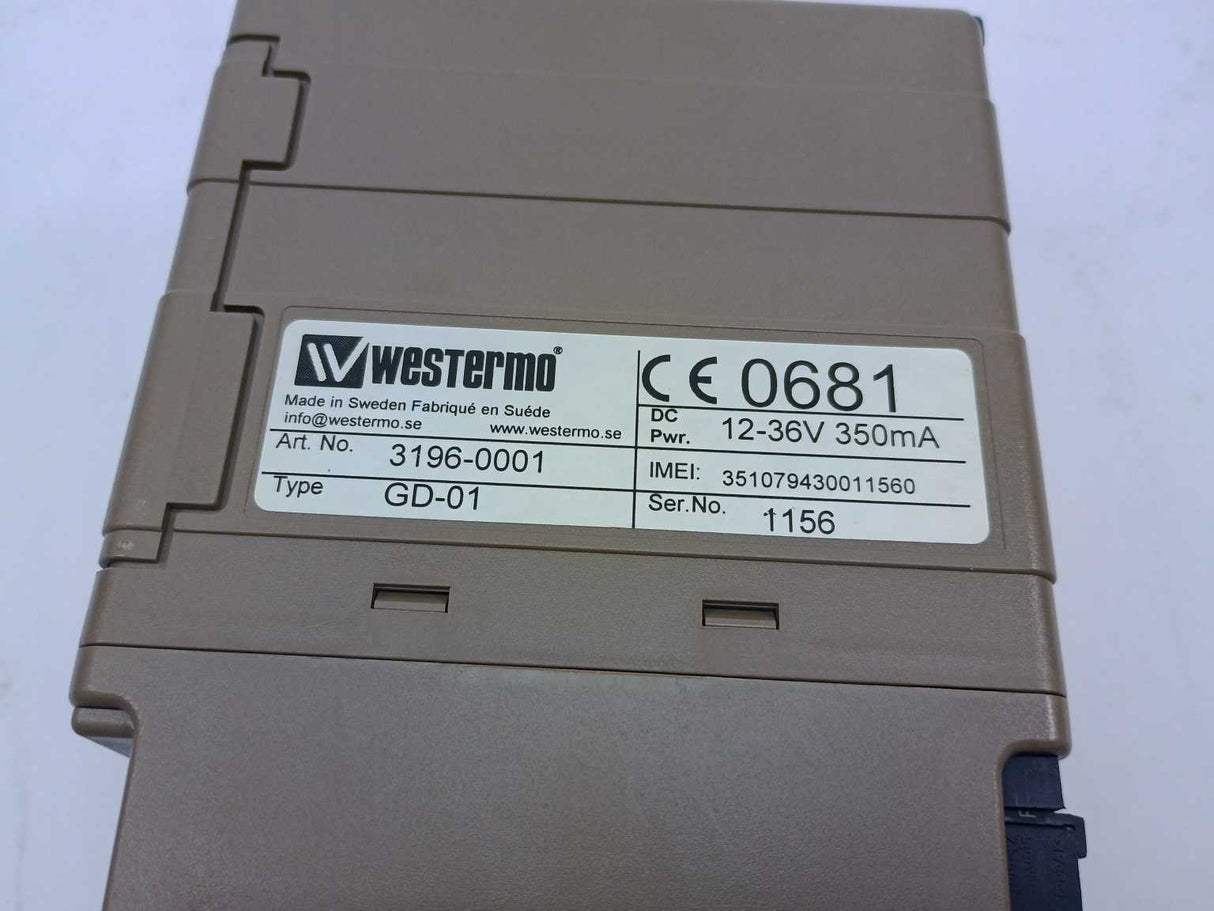 WESTERMO®
Made in Sweden Fabriqué en Suéde
info@westermo.se www.westermo.se
Art. No. 3196-0001
Type GD-01
CE 0681
DC
Pwr. 12-36V 350mA
IMEI: 351079430011560
Ser.No. 1156